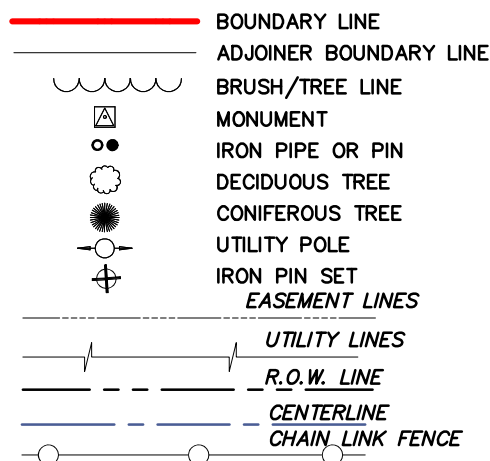 BOUNDARY LINE
ADJOINER BOUNDARY LINE
BRUSH/TREE LINE
MONUMENT
IRON PIPE OR PIN
DECIDUOUS TREE
CONIFEROUS TREE
UTILITY POLE
IRON PIN SET
EASEMENT LINES
UTILITY LINES
R.O.W. LINE
CENTERLINE
CHAIN LINK FENCE